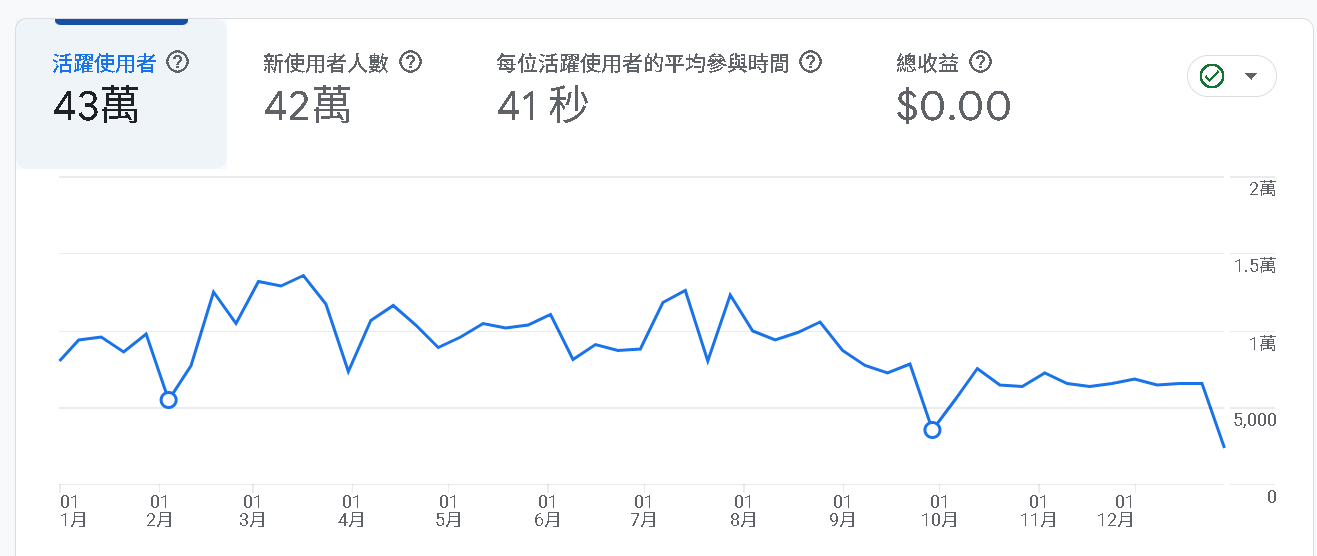 活躍使用者
43萬
新使用者人數
42萬
每位活躍使用者的平均參與時間
41 秒
總收益
$0.00
2萬
1.5萬
1萬
5,000
0
01
1月
01
2月
01
3月
01
4月
01
5月
01
6月
01
7月
01
8月
01
9月
01
10月
01
11月
01
12月